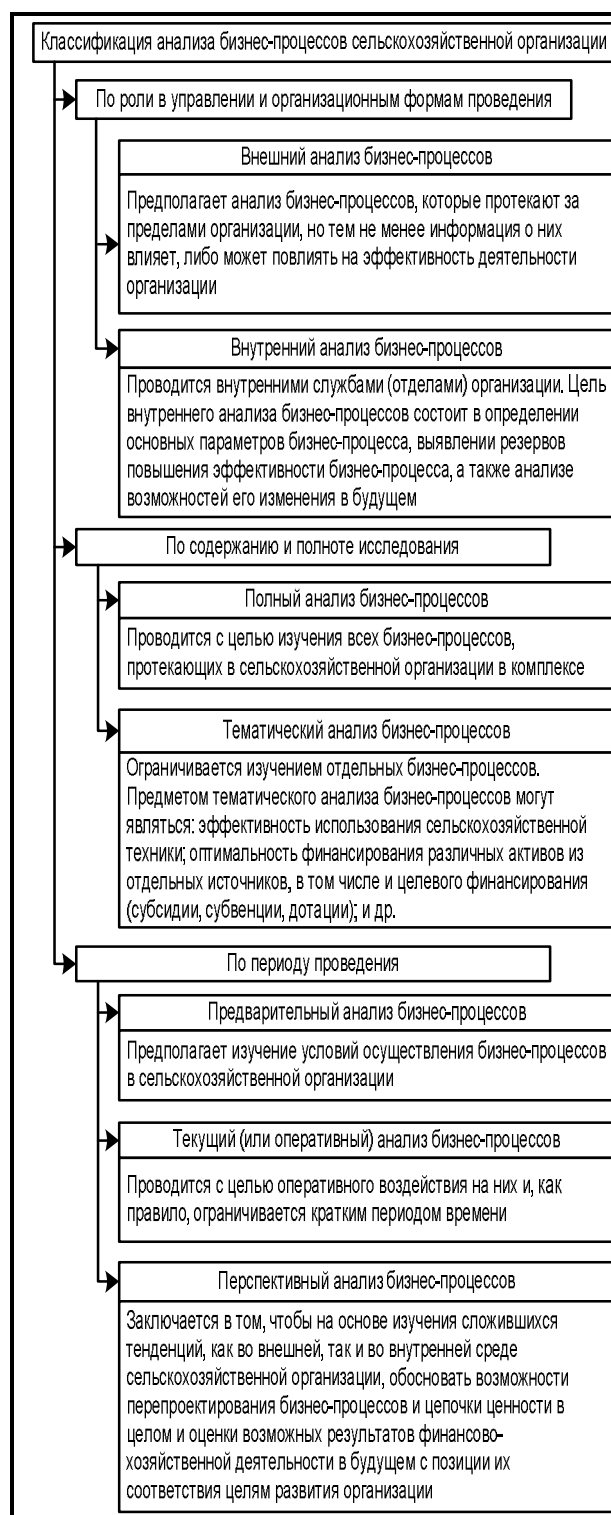 Классификация анализа бизнес-процессов сельскохозяйственной организации
По роли в управлении и организационным формам проведения
Внешний анализ бизнес-процессов
Предполагает анализ бизнес-процессов, которые протекают за
пределами организации, но тем не менее информация о них
влияет, либо может повлиять на эффективность деятельности
организации
Внутренний анализ бизнес-процессов
Проводится внутренними службами (отделами) организации. Цель
внутреннего анализа бизнес-процессов состоит в определении
основных параметров бизнес-процесса, выявлении резервов
повышения эффективности бизнес-процесса, а также анализе
возможностей его изменения в будущем
По содержанию и полноте исследования
Полный анализ бизнес-процессов
Проводится с целью изучения всех бизнес-процессов,
протекающих в сельскохозяйственной организации в комплексе
Тематический анализ бизнес-процессов
Ограничивается изучением отдельных бизнес-процессов.
Предметом тематического анализа бизнес-процессов могут
являться: эффективность использования сельскохозяйственной
техники; оптимальность финансирования различных активов из
отдельных источников, в том числе и целевого финансирования
(субсидии, субвенции, дотации); и др.
По периоду проведения
Предварительный анализ бизнес-процессов
Предполагает изучение условий осуществления бизнес-процессов
в сельскохозяйственной организации
Текущий (или оперативный) анализ бизнес-процессов
Проводится с целью оперативного воздействия на них и, как
правило, ограничивается кратким периодом времени
Перспективный анализ бизнес-процессов
Заключается в том, чтобы на основе изучения сложившихся
тенденций, как во внешней, так и во внутренней среде
сельскохозяйственной организации, обосновать возможности
перепроектирования бизнес-процессов и цепочки ценности в
целом и оценки возможных результатов финансово-
хозяйственной деятельности в будущем с позиции их
соответствия целям развития организации